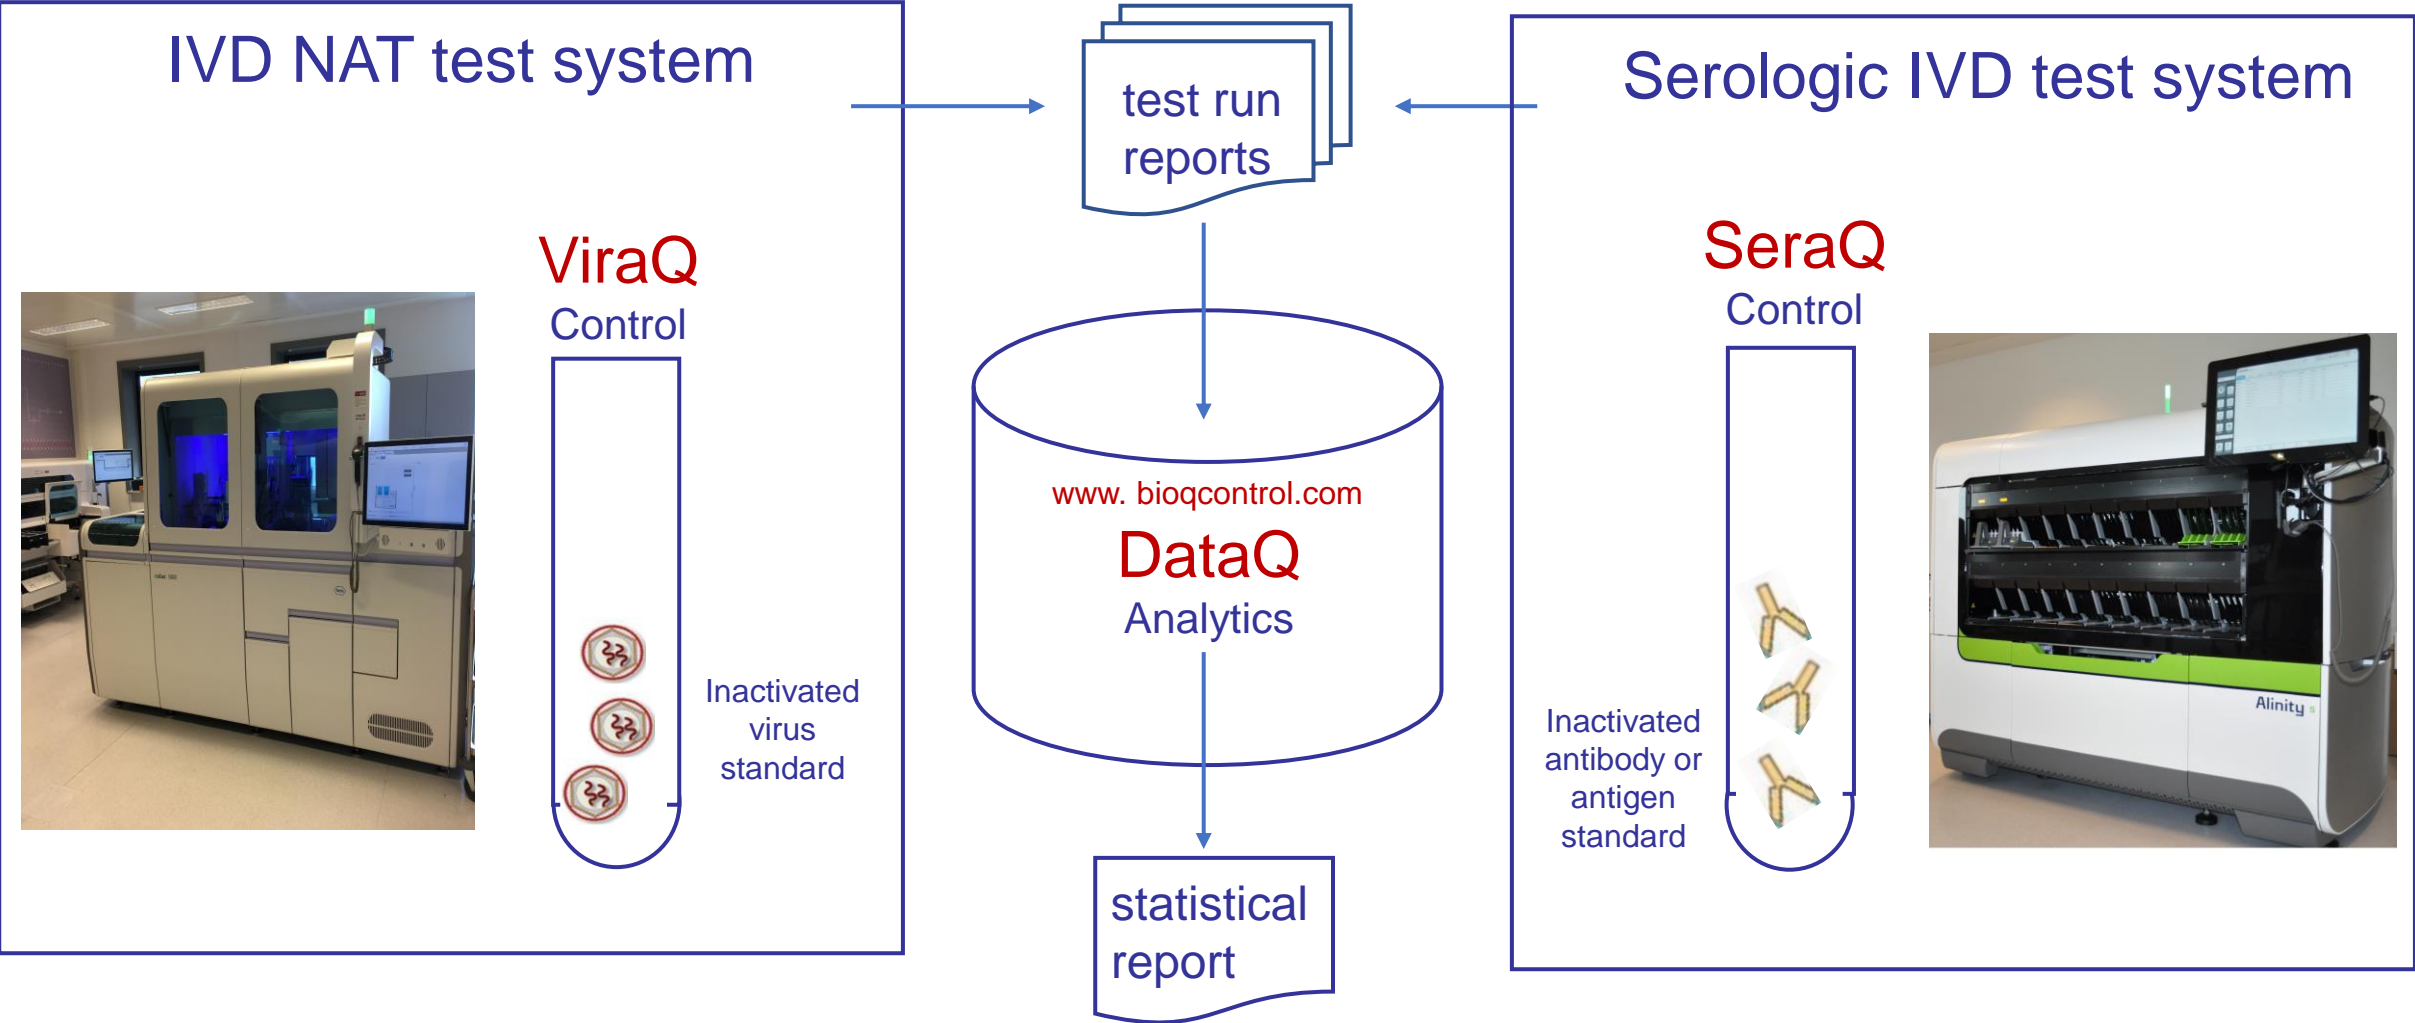 IVD NAT test system
ViraQ
Control
Inactivated
virus
standard
test run
reports
www. bioqcontrol.com
DataQ
Analytics
statistical
report
Serologic IVD test system
SeraQ
Control
Inactivated
antibody or
antigen
standard
Alinity s